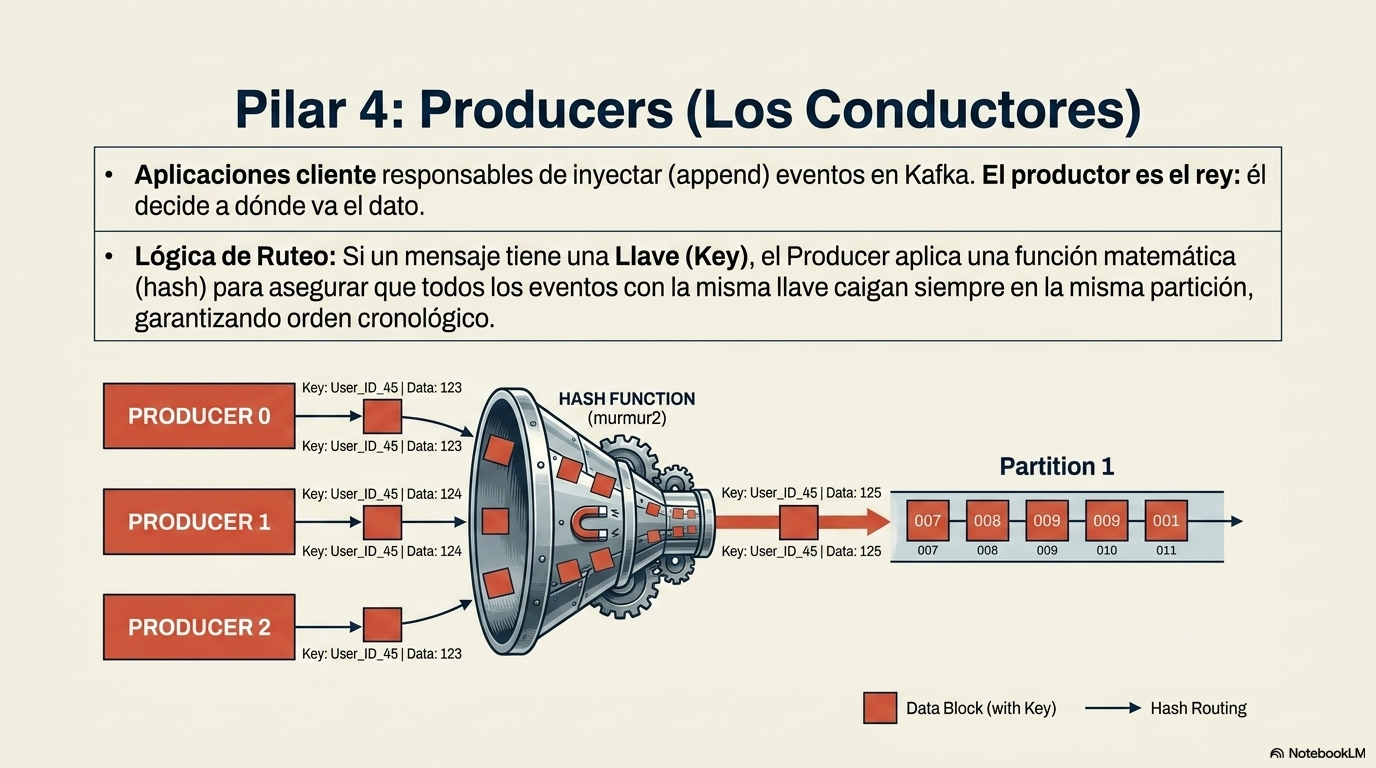 Pilar 4: Producers (Los Conductores)
• Aplicaciones cliente responsables de inyectar (append) eventos en Kafka. El productor es el rey: él
decide a dónde va el dato.
• Lógica de Ruteo: Si un mensaje tiene una Llave (Key), el Producer aplica una función matemática
(hash) para asegurar que todos los eventos con la misma llave caigan siempre en la misma partición,
garantizando orden cronológico.
PRODUCER 0
Key: User_ID_45 | Data: 123
Key: User_ID_45 | Data: 123
PRODUCER 1
Key: User_ID_45 | Data: 124
Key: User_ID_45 | Data: 124
PRODUCER 2
Key: User_ID_45 | Data: 123
HASH FUNCTION
(murmur2)
Key: User_ID_45 | Data: 125
Key: User_ID_45 | Data: 125
Partition 1
007 008 009 009 001
007 008 009 010 011
Data Block (with Key)
Hash Routing
NotebookLM